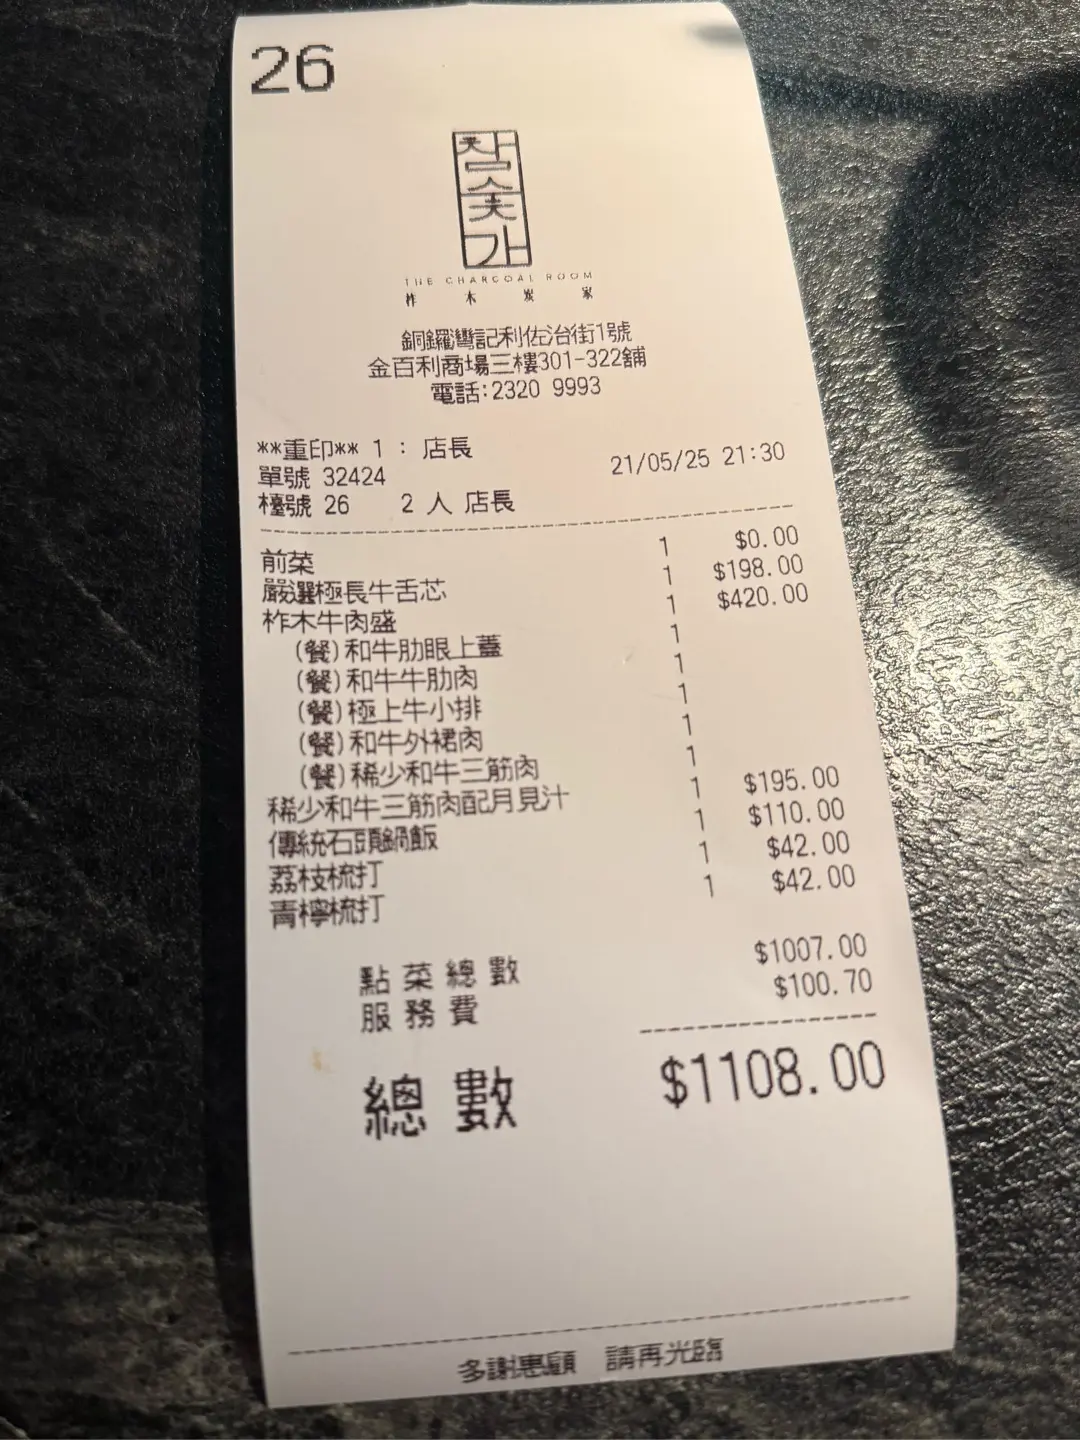 26
참숯가
THE CHARCOAL ROOM
柞木炭家
銅鑼灣記利佐治街1號
金百利商場三樓301-322舖
電話:2320 9993
**重印** 1 : 店長
單號 32424 21/05/25 21:30
檯號 26 2 人 店長
前菜 1 $0.00
嚴選極長牛舌芯 1 $198.00
柞木牛肉盛 1 $420.00
(餐)和牛肋眼上蓋 1
(餐)和牛牛肋肉 1
(餐)極上牛小排 1
(餐)和牛外裙肉 1
(餐)稀少和牛三筋肉 1
稀少和牛三筋肉配月見汁 1 $195.00
傳統石頭鍋飯 1 $110.00
荔枝梳打 1 $42.00
青檸梳打 1 $42.00
點菜總數 $1007.00
服務費 $100.70
總數 $1108.00
多謝惠顧 請再光臨